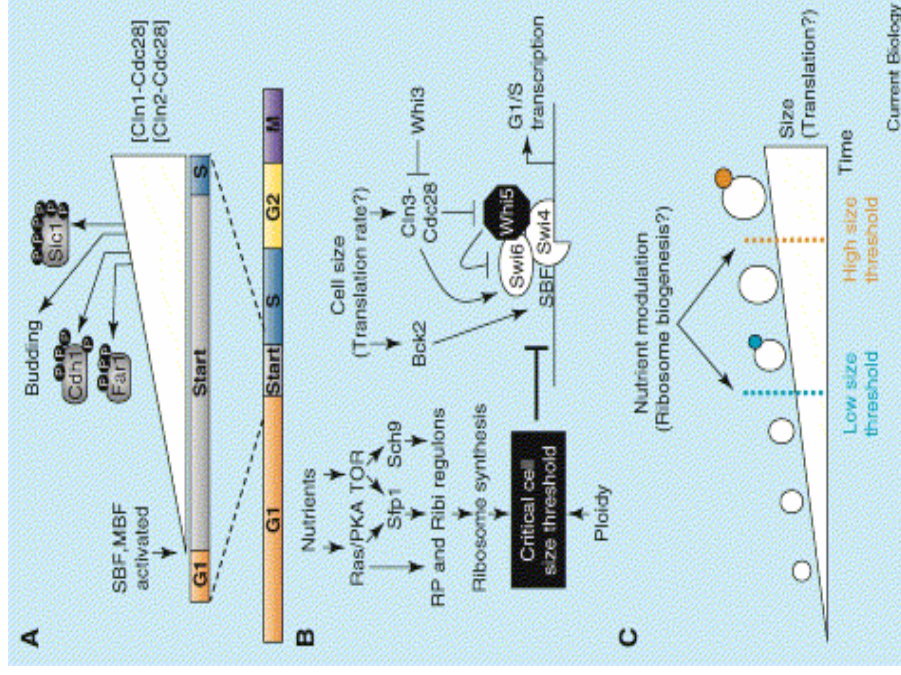 A
SBF,MBF
activated
Budding
Cdh1
P P P P
Far1
P P P
Sic1
P P P P P P
[Cln1-Cdc28]
[Cln2-Cdc28]
G1
Start
S
G1
Start
S
G2
M
B
Nutrients
Ras/PKA TOR
Sfp1
Sch9
RP and Ribi regulons
Ribosome synthesis
Critical cell
size threshold
Ploidy
Cell size
(Translation rate?)
Bck2
Cln3-
Cdc28
Whi3
Whi5
Swi6
Swi4
SBF
G1/S
transcription
C
Nutrient modulation
(Ribosome biogenesis?)
Size
(Translation?)
Time
Low size
threshold
High size
threshold
Current Biology